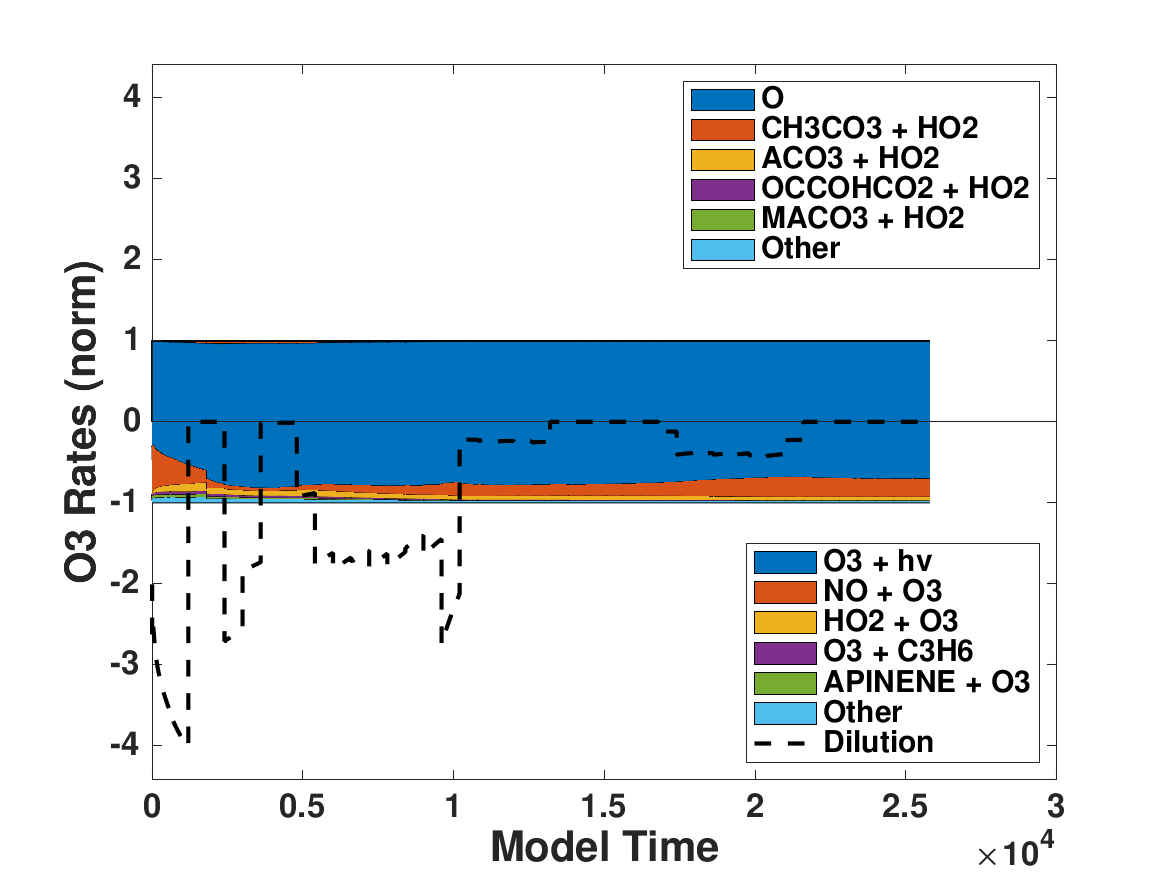 O3 Rates (norm)
4
3
2
1
0
-1
-2
-3
-4
O
CH3CO3 + HO2
ACO3 + HO2
OCCOHCO2 + HO2
MACO3 + HO2
Other
O3 + hv
NO + O3
HO2 + O3
O3 + C3H6
APINENE + O3
Other
Dilution
0 0.5 1 1.5 2 2.5 3
Model Time
×10^4